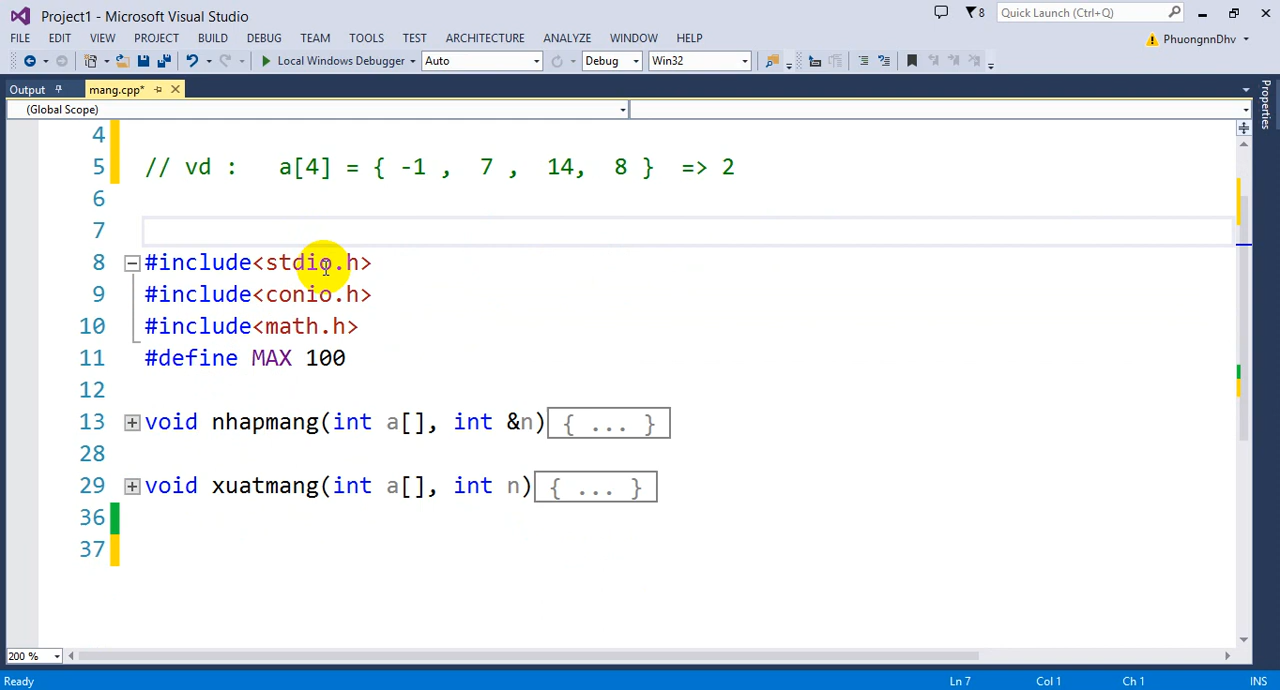 Project1 - Microsoft Visual Studio
8
Quick Launch (Ctrl+Q)
FILE EDIT VIEW PROJECT BUILD DEBUG TEAM TOOLS TEST ARCHITECTURE ANALYZE WINDOW HELP
PhuongnnDhv
Local Windows Debugger Auto Debug Win32
Output mang.cpp*
Properties
(Global Scope)
4
5 // vd : a[4] = { -1 , 7 , 14, 8 } => 2
6
7
8 #include<stdio.h>
9 #include<conio.h>
10 #include<math.h>
11 #define MAX 100
12
13 void nhapmang(int a[], int &n){ ... }
28
29 void xuatmang(int a[], int n){ ... }
36
37
200 %
Ready Ln 7 Col 1 Ch 1 INS